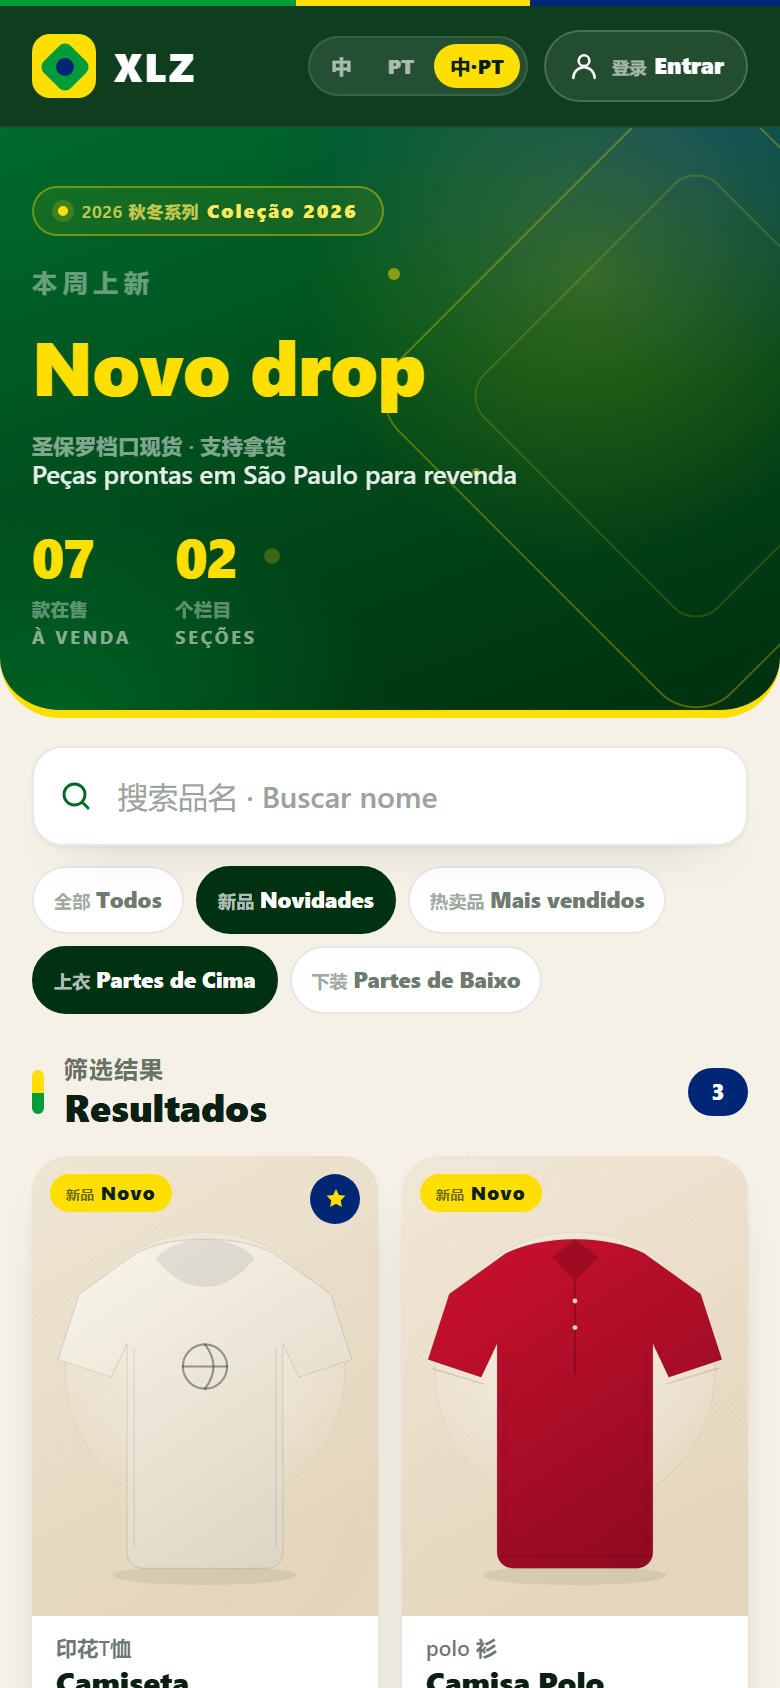 XLZ
中 PT 中·PT 登录 Entrar
2026 秋冬系列 Coleção 2026
本周上新
Novo drop
圣保罗档口现货 · 支持拿货
Peças prontas em São Paulo para revenda
07 02
款在售 个栏目
À VENDA SEÇÕES
搜索品名 · Buscar nome
全部 Todos 新品 Novidades 热卖品 Mais vendidos
上衣 Partes de Cima 下装 Partes de Baixo
筛选结果
Resultados 3
新品 Novo 新品 Novo
印花T恤 polo 衫
Camiseta Camisa Polo